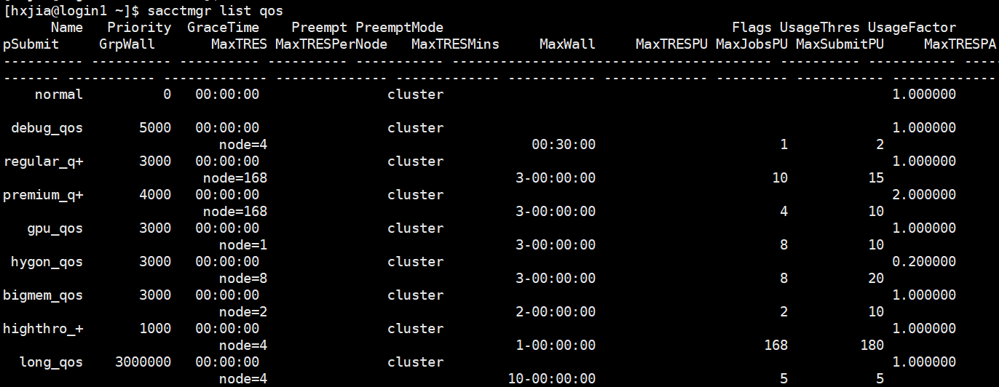 [hxjia@login1 ~]$ sacctmgr list qos
Name Priority GraceTime Preempt PreemptMode Flags UsageThres UsageFactor
pSubmit GrpWall MaxTRES MaxTRESPerNode MaxTRESMins MaxWall MaxTRESPU MaxJobsPU MaxSubmitPU MaxTRESPA
---------- ---------- ---------- ---------- ----------- ---------------------------------------- ---------- ----------- -----
------- ----------- ------------- -------------- ------------- ----------- ------------- --------- ----------- -------------
normal 0 00:00:00 cluster 1.000000
debug_qos 5000 00:00:00 cluster 1.000000
node=4 00:30:00 1 2
regular_q+ 3000 00:00:00 cluster 1.000000
node=168 3-00:00:00 10 15
premium_q+ 4000 00:00:00 cluster 2.000000
node=168 3-00:00:00 4 10
gpu_qos 3000 00:00:00 cluster 1.000000
node=1 3-00:00:00 8 10
hygon_qos 3000 00:00:00 cluster 0.200000
node=8 3-00:00:00 8 20
bigmem_qos 3000 00:00:00 cluster 1.000000
node=2 2-00:00:00 2 10
highthro_+ 1000 00:00:00 cluster 1.000000
node=4 1-00:00:00 168 180
long_qos 3000000 00:00:00 cluster 1.000000
node=4 10-00:00:00 5 5